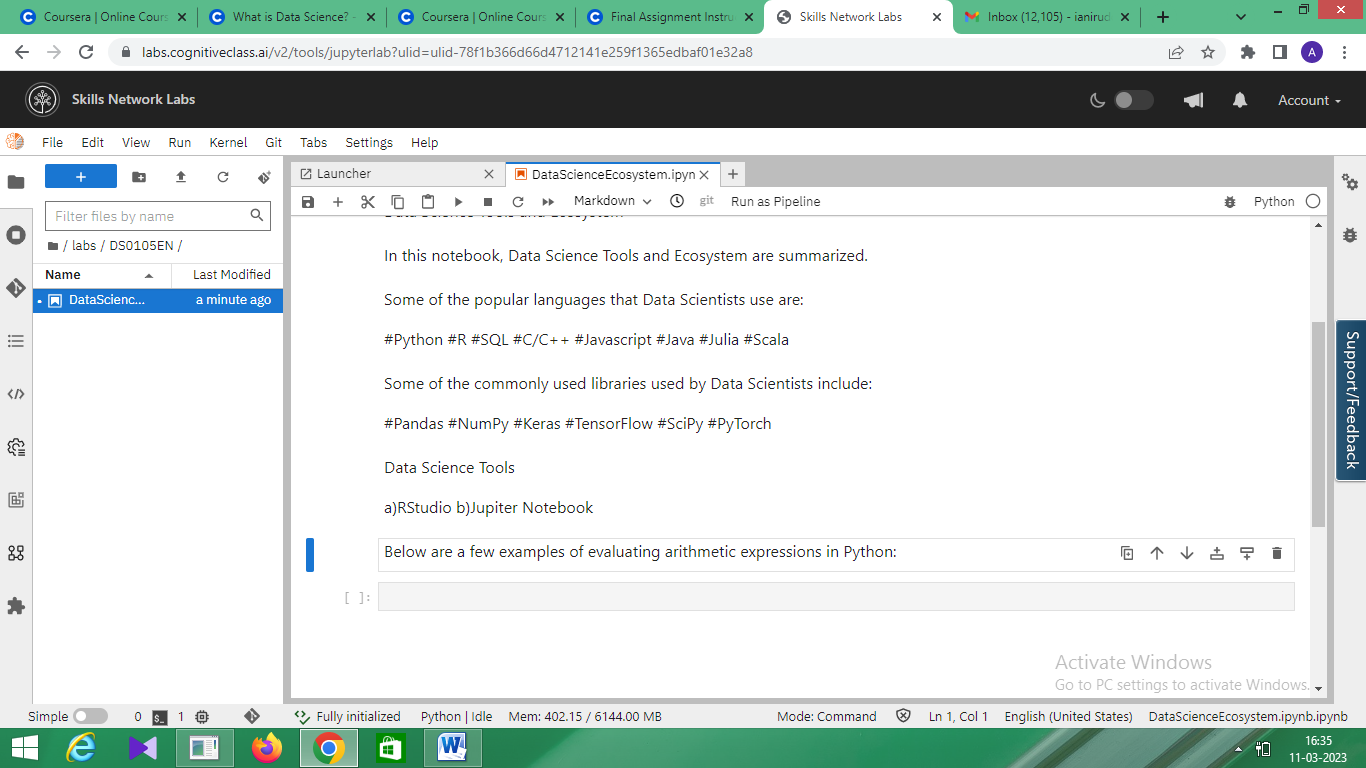 Coursera | Online Cours
What is Data Science? -
Coursera | Online Cours
Final Assignment Instru
Skills Network Labs
Inbox (12,105) - ianirud
labs.cognitiveclass.ai/v2/tools/jupyterlab?ulid=ulid-78f1b366d66d4712141e259f1365edbaf01e32a8
A
Skills Network Labs
Account
File Edit View Run Kernel Git Tabs Settings Help
+
Filter files by name
/ labs / DS0105EN /
Name Last Modified
DataScienc... a minute ago
Launcher
DataScienceEcosystem.ipyn
Markdown
git
Run as Pipeline
Python
Data Science Tools and Ecosystem
In this notebook, Data Science Tools and Ecosystem are summarized.
Some of the popular languages that Data Scientists use are:
#Python #R #SQL #C/C++ #Javascript #Java #Julia #Scala
Some of the commonly used libraries used by Data Scientists include:
#Pandas #NumPy #Keras #TensorFlow #SciPy #PyTorch
Data Science Tools
a)RStudio b)Jupiter Notebook
Below are a few examples of evaluating arithmetic expressions in Python:
[ ]:
Support/Feedback
Activate Windows
Go to PC settings to activate Windows.
Simple 0 1 Fully initialized Python | Idle Mem: 402.15 / 6144.00 MB Mode: Command Ln 1, Col 1 English (United States) DataScienceEcosystem.ipynb.ipynb
16:35
11-03-2023